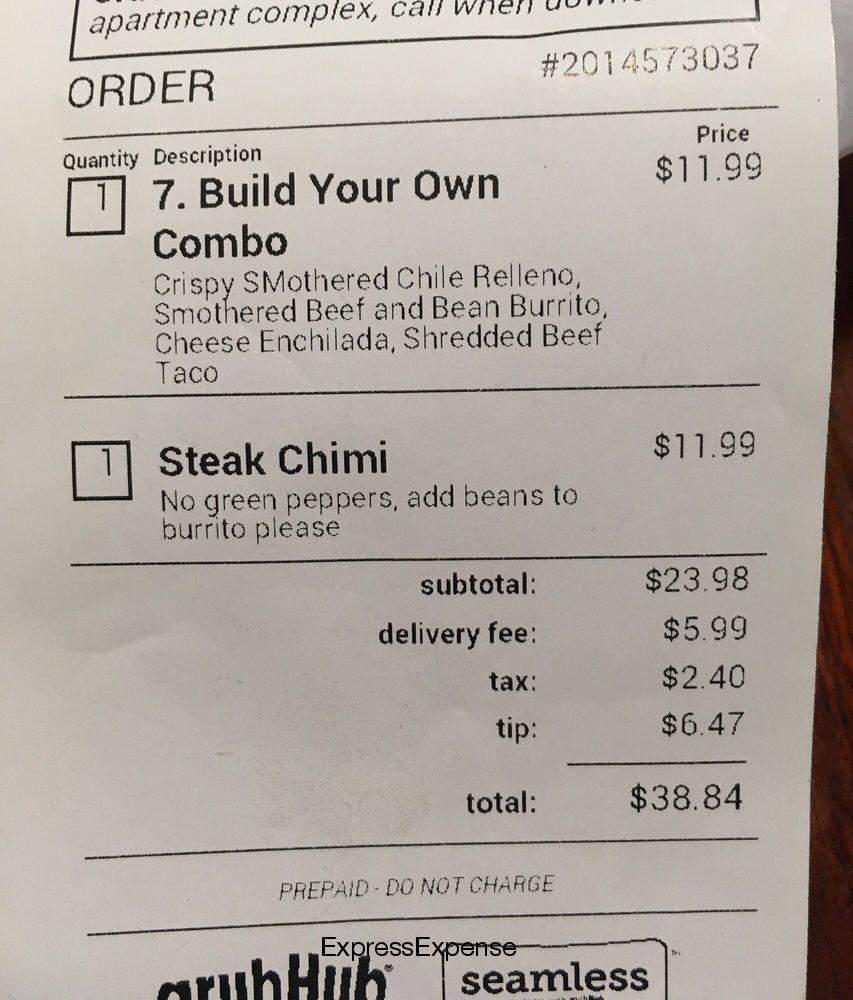 apartment complex, call when
ORDER #2014573037
Quantity Description Price
1 7. Build Your Own $11.99
Combo
Crispy SMothered Chile Relleno,
Smothered Beef and Bean Burrito,
Cheese Enchilada, Shredded Beef
Taco
1 Steak Chimi $11.99
No green peppers, add beans to
burrito please
subtotal: $23.98
delivery fee: $5.99
tax: $2.40
tip: $6.47
total: $38.84
PREPAID - DO NOT CHARGE
ExpressExpense
grubHub® seamless ™